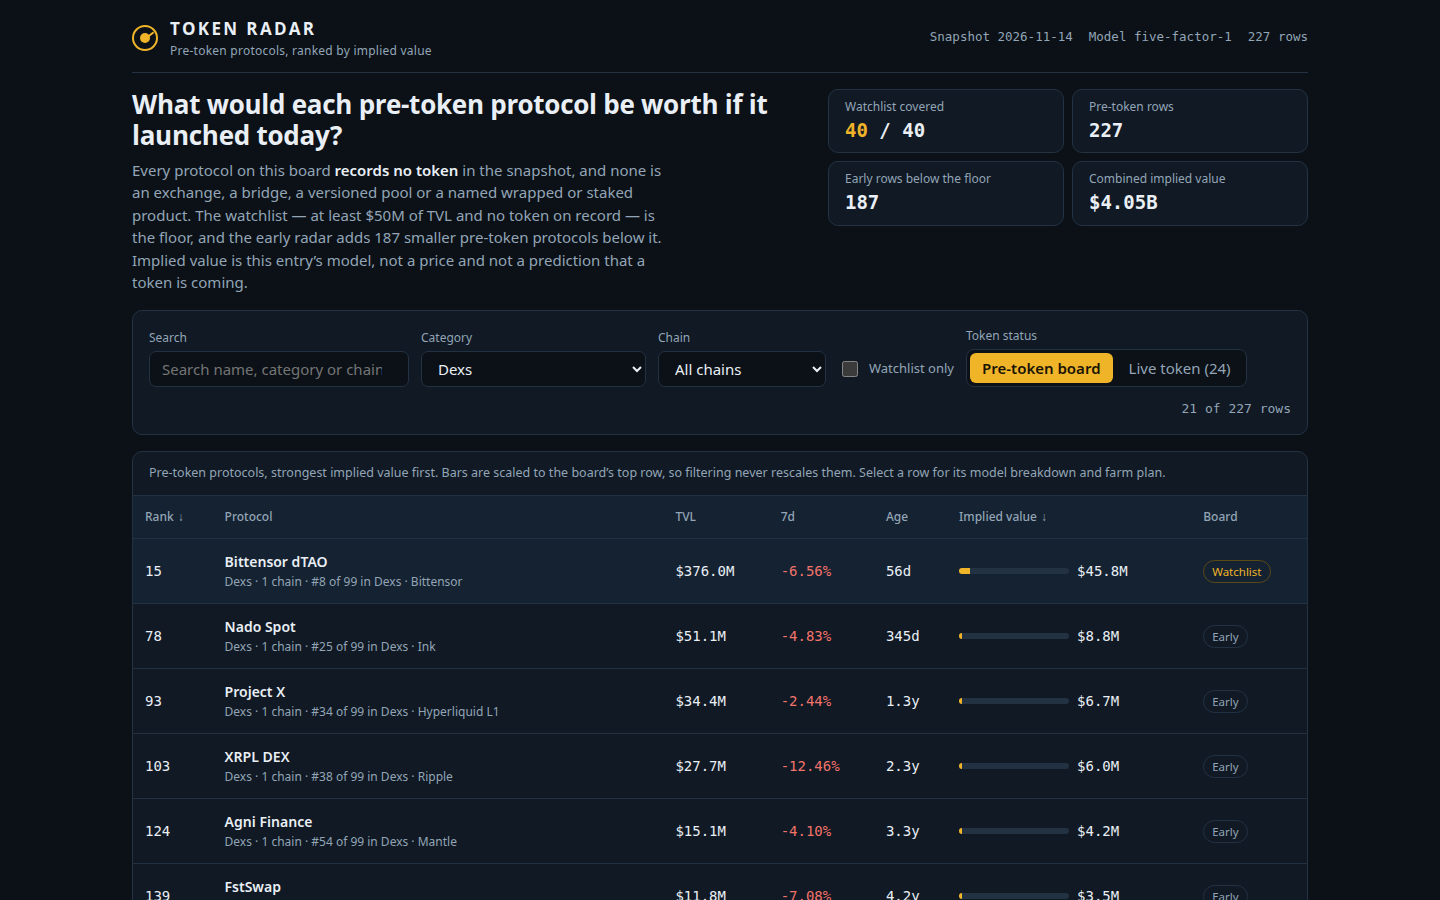 TOKEN RADAR
Pre-token protocols, ranked by implied value
Snapshot 2026-11-14 Model five-factor-1 227 rows
What would each pre-token protocol be worth if it
launched today?
Every protocol on this board records no token in the snapshot, and none is
an exchange, a bridge, a versioned pool or a named wrapped or staked
product. The watchlist — at least $50M of TVL and no token on record — is
the floor, and the early radar adds 187 smaller pre-token protocols below it.
Implied value is this entry’s model, not a price and not a prediction that a
token is coming.
Watchlist covered
40 / 40
Pre-token rows
227
Early rows below the floor
187
Combined implied value
$4.05B
Search
Search name, category or chain
Category
Dexs
Chain
All chains
Watchlist only
Token status
Pre-token board
Live token (24)
21 of 227 rows
Pre-token protocols, strongest implied value first. Bars are scaled to the board’s top row, so filtering never rescales them. Select a row for its model breakdown and farm plan.
Rank ↓ Protocol TVL 7d Age Implied value ↓ Board
15 Bittensor dTAO $376.0M -6.56% 56d $45.8M Watchlist
Dexs · 1 chain · #8 of 99 in Dexs · Bittensor
78 Nado Spot $51.1M -4.83% 345d $8.8M Early
Dexs · 1 chain · #25 of 99 in Dexs · Ink
93 Project X $34.4M -2.44% 1.3y $6.7M Early
Dexs · 1 chain · #34 of 99 in Dexs · Hyperliquid L1
103 XRPL DEX $27.7M -12.46% 2.3y $6.0M Early
Dexs · 1 chain · #38 of 99 in Dexs · Ripple
124 Agni Finance $15.1M -4.10% 3.3y $4.2M Early
Dexs · 1 chain · #54 of 99 in Dexs · Mantle
139 FstSwap $11.8M -7.08% 4.2y $3.5M Early